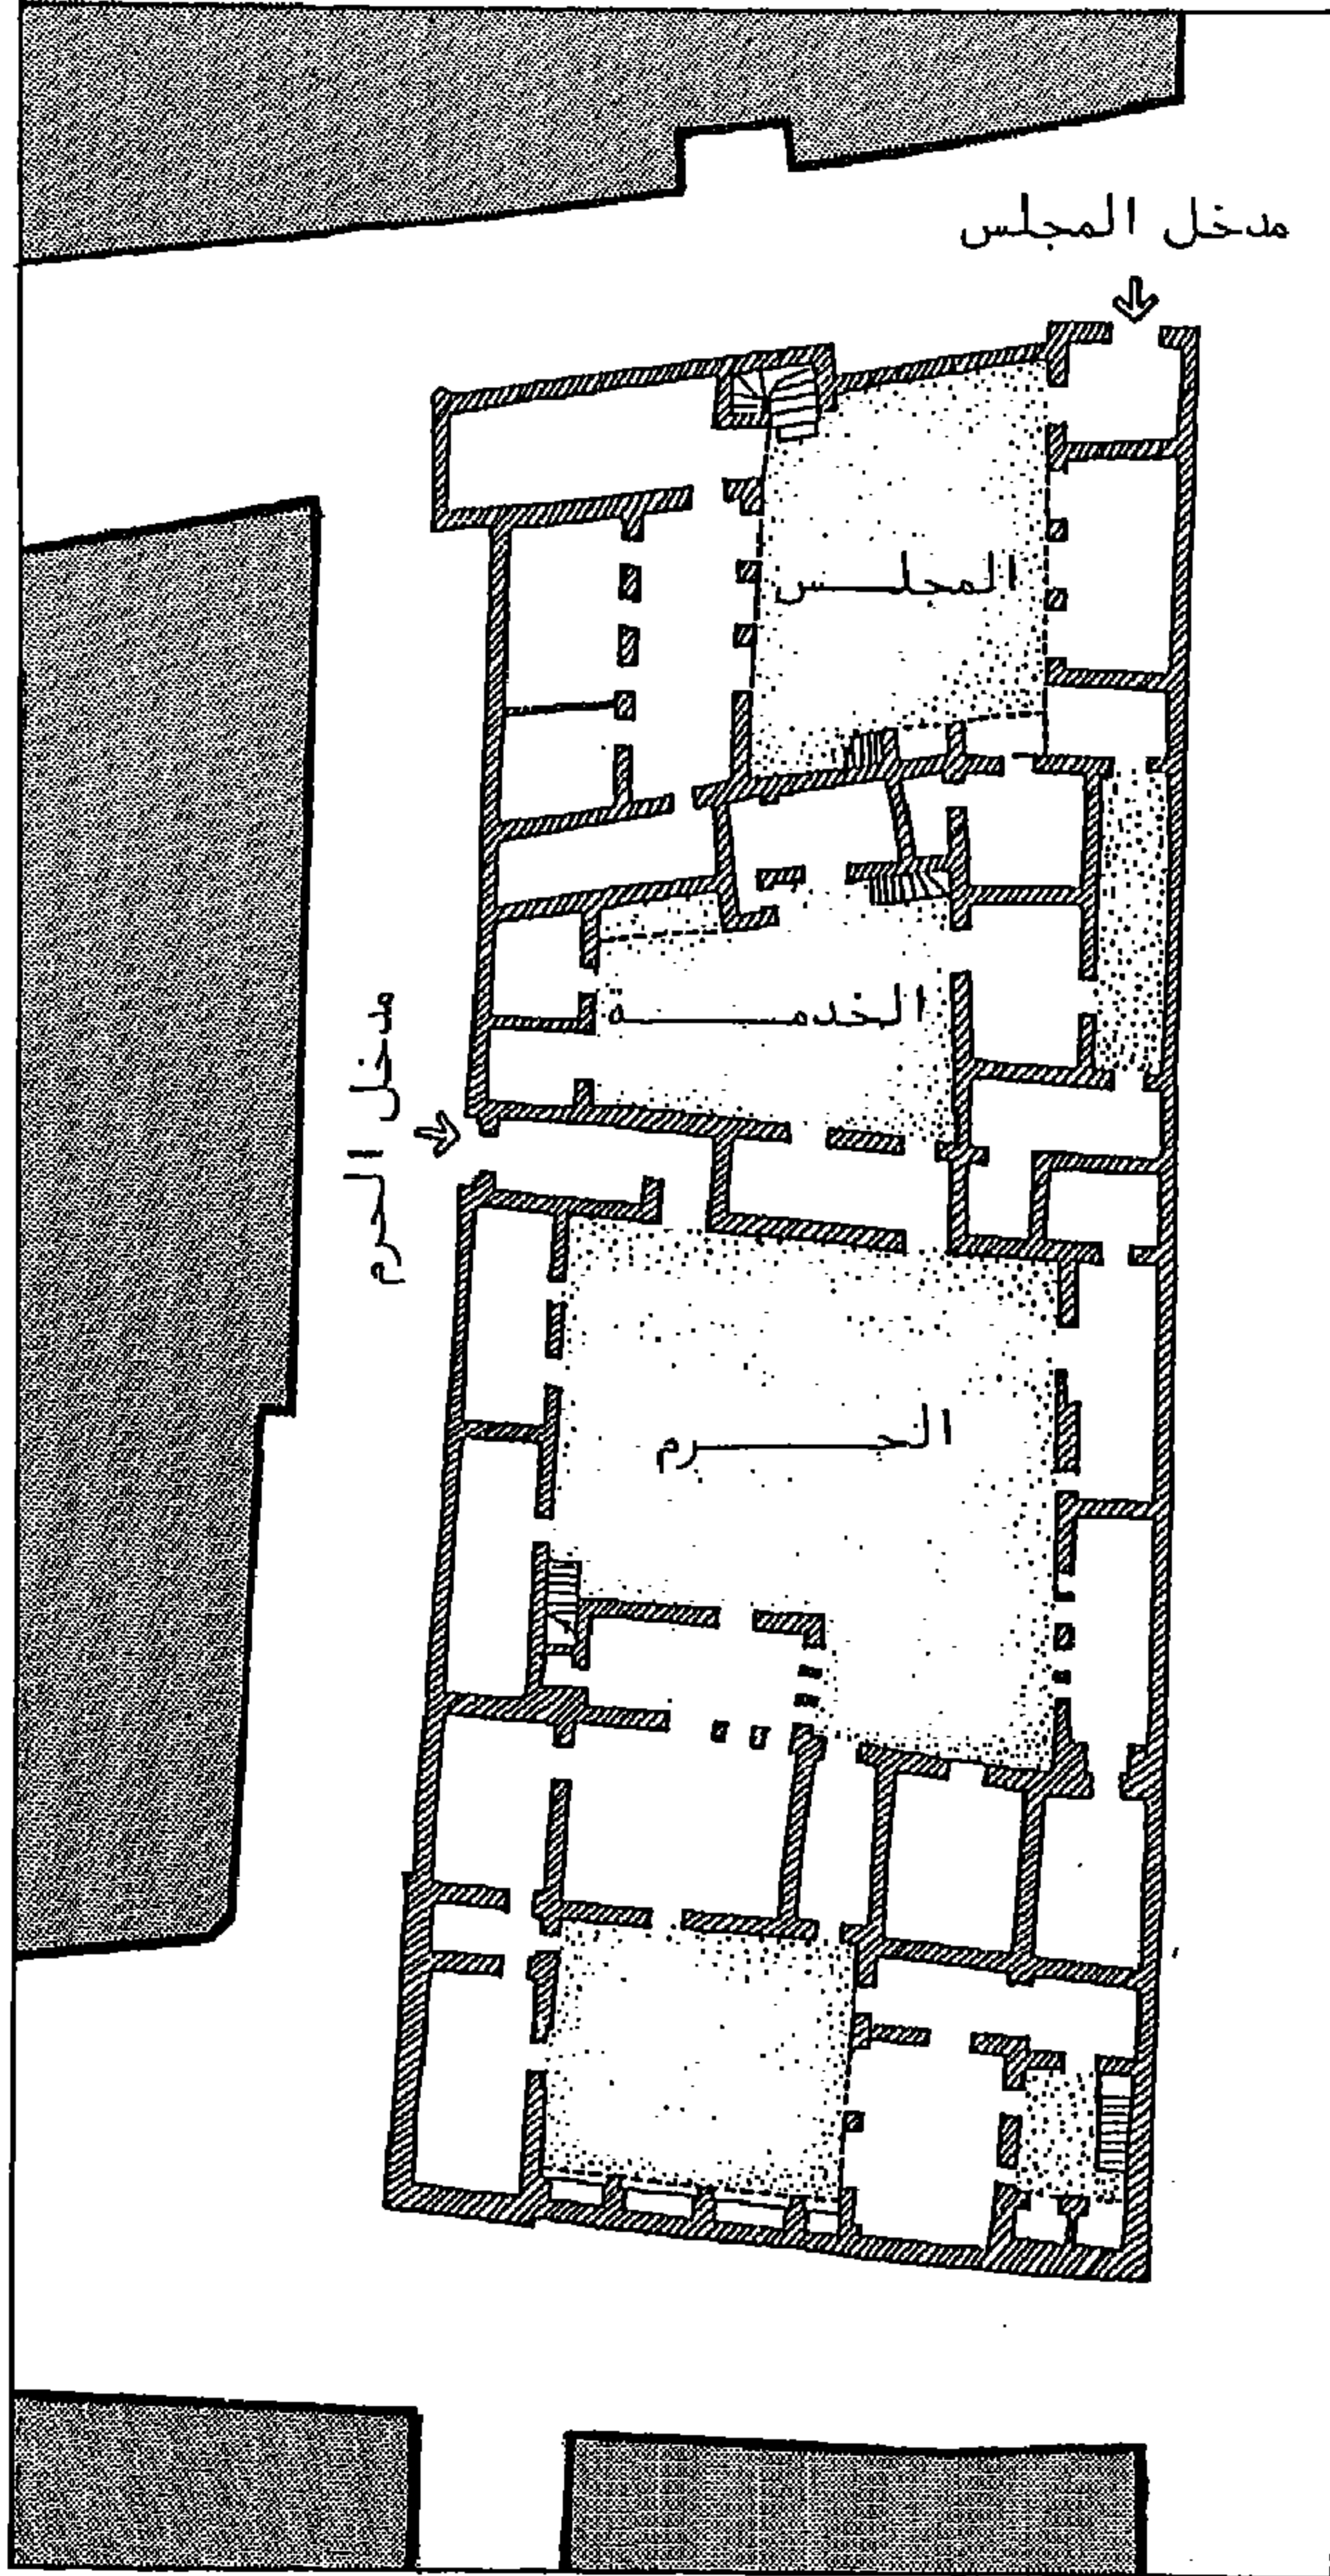 مدخل المجلس
المجلس
الخدمة
مدخل الحرم
الحرم